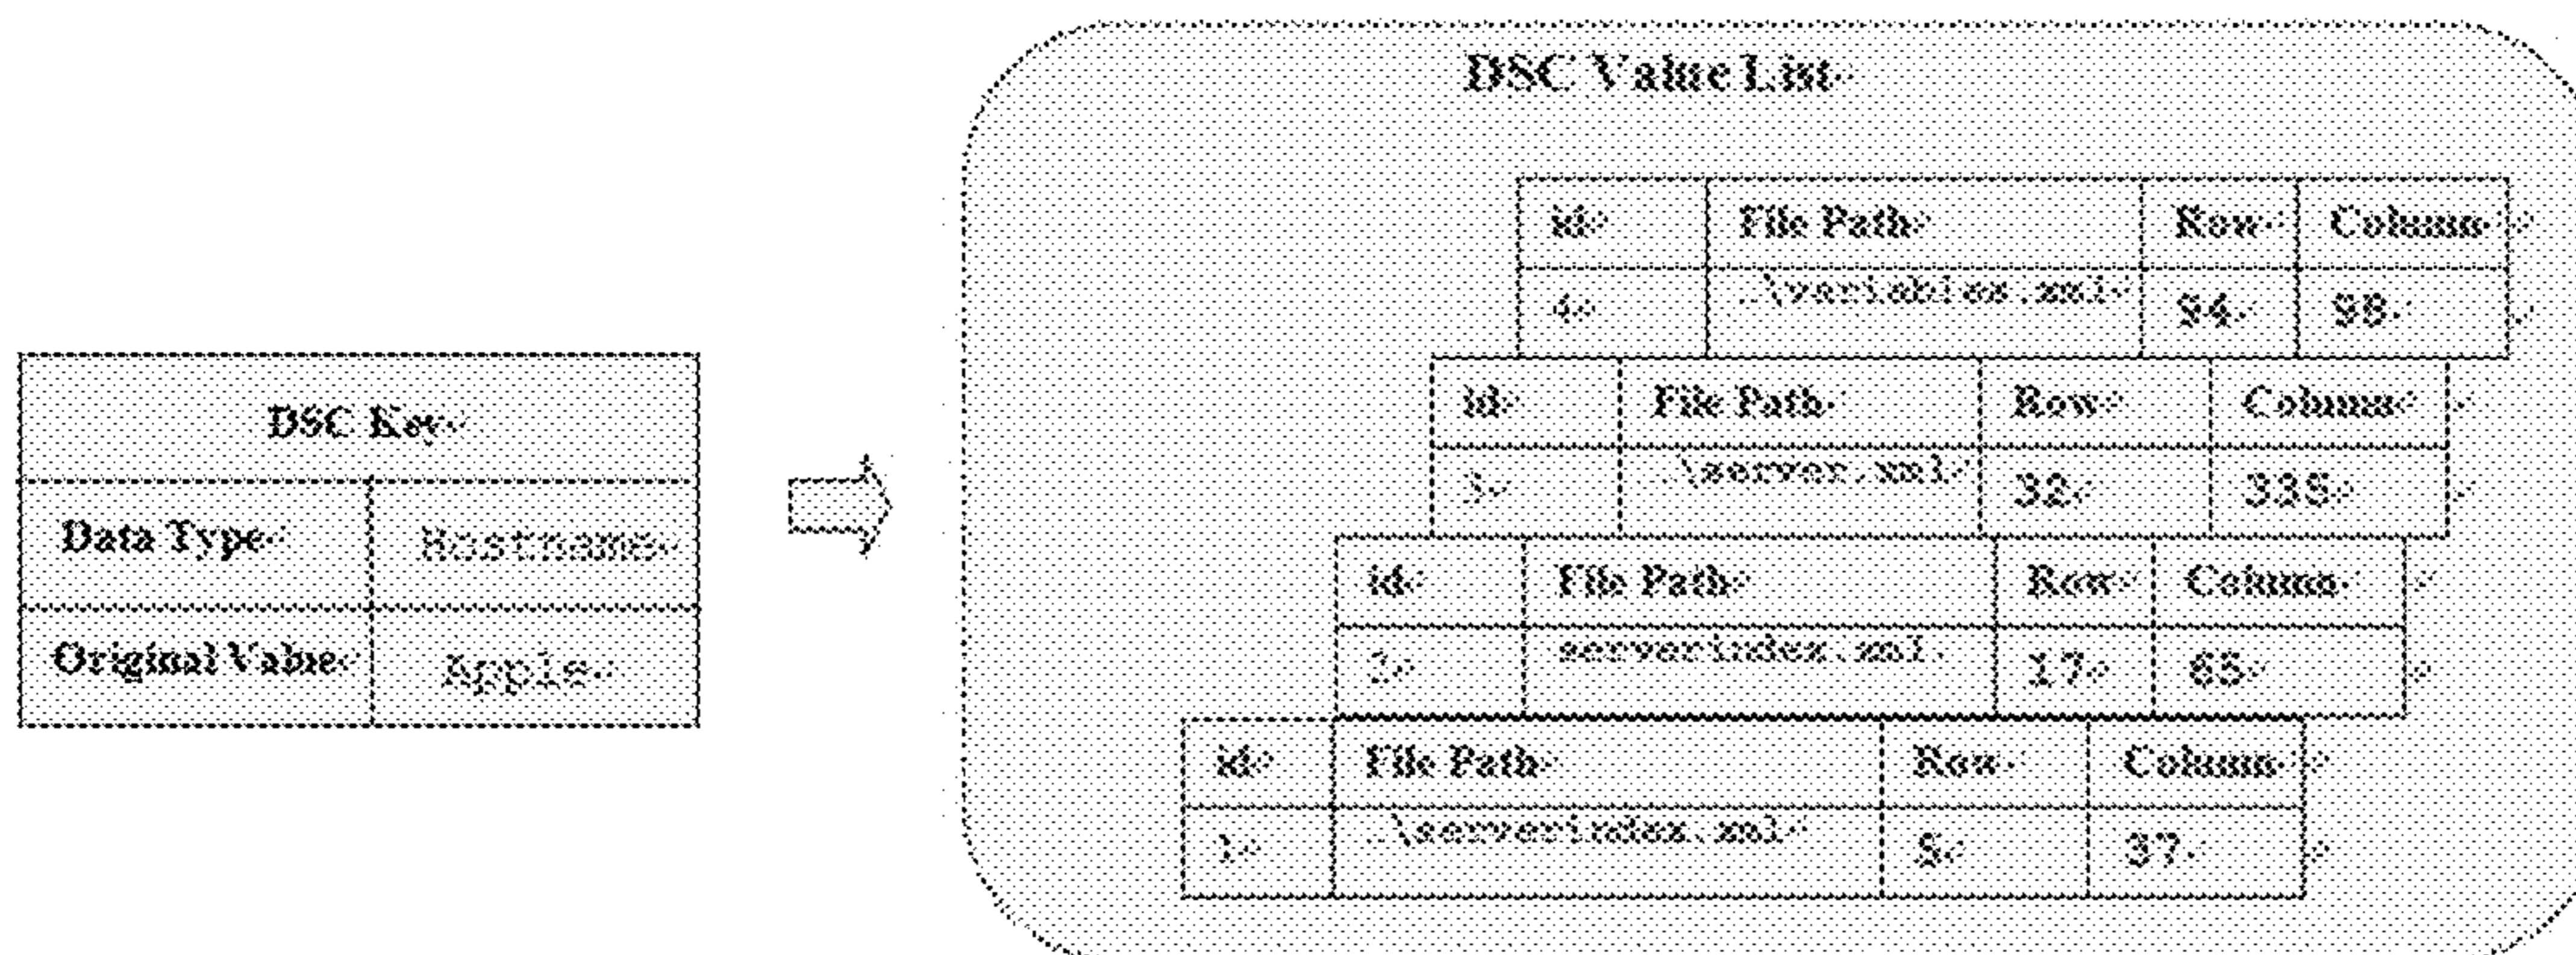 DSC Value List
id File Path Row Column
4 ..\variables.xml 94 98
DSC Key
id File Path Row Column
3 ..\server.xml 32
Data Type Hostname
id File Path Row Column
2 serverindex.xml 17 65
Original Value Apple
id File Path Row Column
1 ..\serverindex.xml 5 37